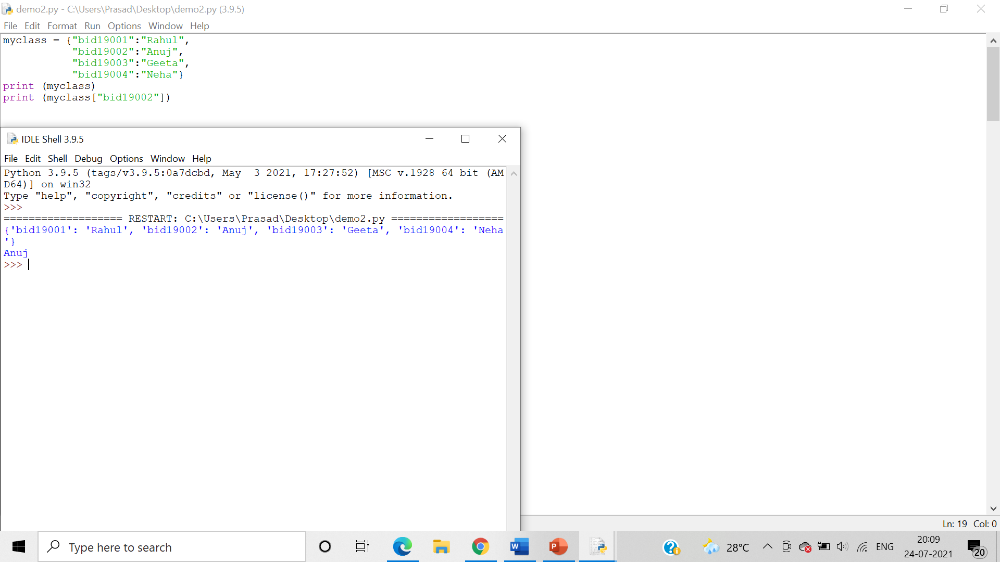 demo2.py - C:\Users\Prasad\Desktop\demo2.py (3.9.5)
File Edit Format Run Options Window Help
myclass = {"bid19001":"Rahul",
"bid19002":"Anuj",
"bid19003":"Geeta",
"bid19004":"Neha"}
print (myclass)
print (myclass["bid19002"])
IDLE Shell 3.9.5
File Edit Shell Debug Options Window Help
Python 3.9.5 (tags/v3.9.5:0a7dcbd, May  3 2021, 17:27:52) [MSC v.1928 64 bit (AM
D64)] on win32
Type "help", "copyright", "credits" or "license()" for more information.
>>>
=================== RESTART: C:\Users\Prasad\Desktop\demo2.py ==================
{'bid19001': 'Rahul', 'bid19002': 'Anuj', 'bid19003': 'Geeta', 'bid19004': 'Neha
'}
Anuj
>>>
Ln: 19 Col: 0
Type here to search
28°C
ENG
20:09
24-07-2021
20